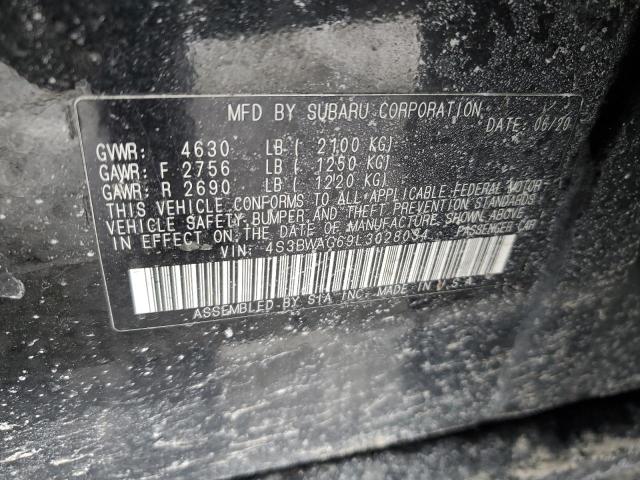 MFD BY SUBARU CORPORATION
DATE: 06/20
GVWR: 4630 LB ( 2100 KG)
GAWR: F 2756 LB ( 1250 KG)
GAWR: R 2690 LB ( 1220 KG)
THIS VEHICLE CONFORMS TO ALL APPLICABLE FEDERAL MOTOR
VEHICLE SAFETY, BUMPER AND THEFT PREVENTION STANDARDS
IN EFFECT ON THE DATE OF MANUFACTURE SHOWN ABOVE.
VIN: 4S3BWAG69L3028034 PASSENGER CAR
ASSEMBLED BY SIA, INC. MADE IN U.S.A.